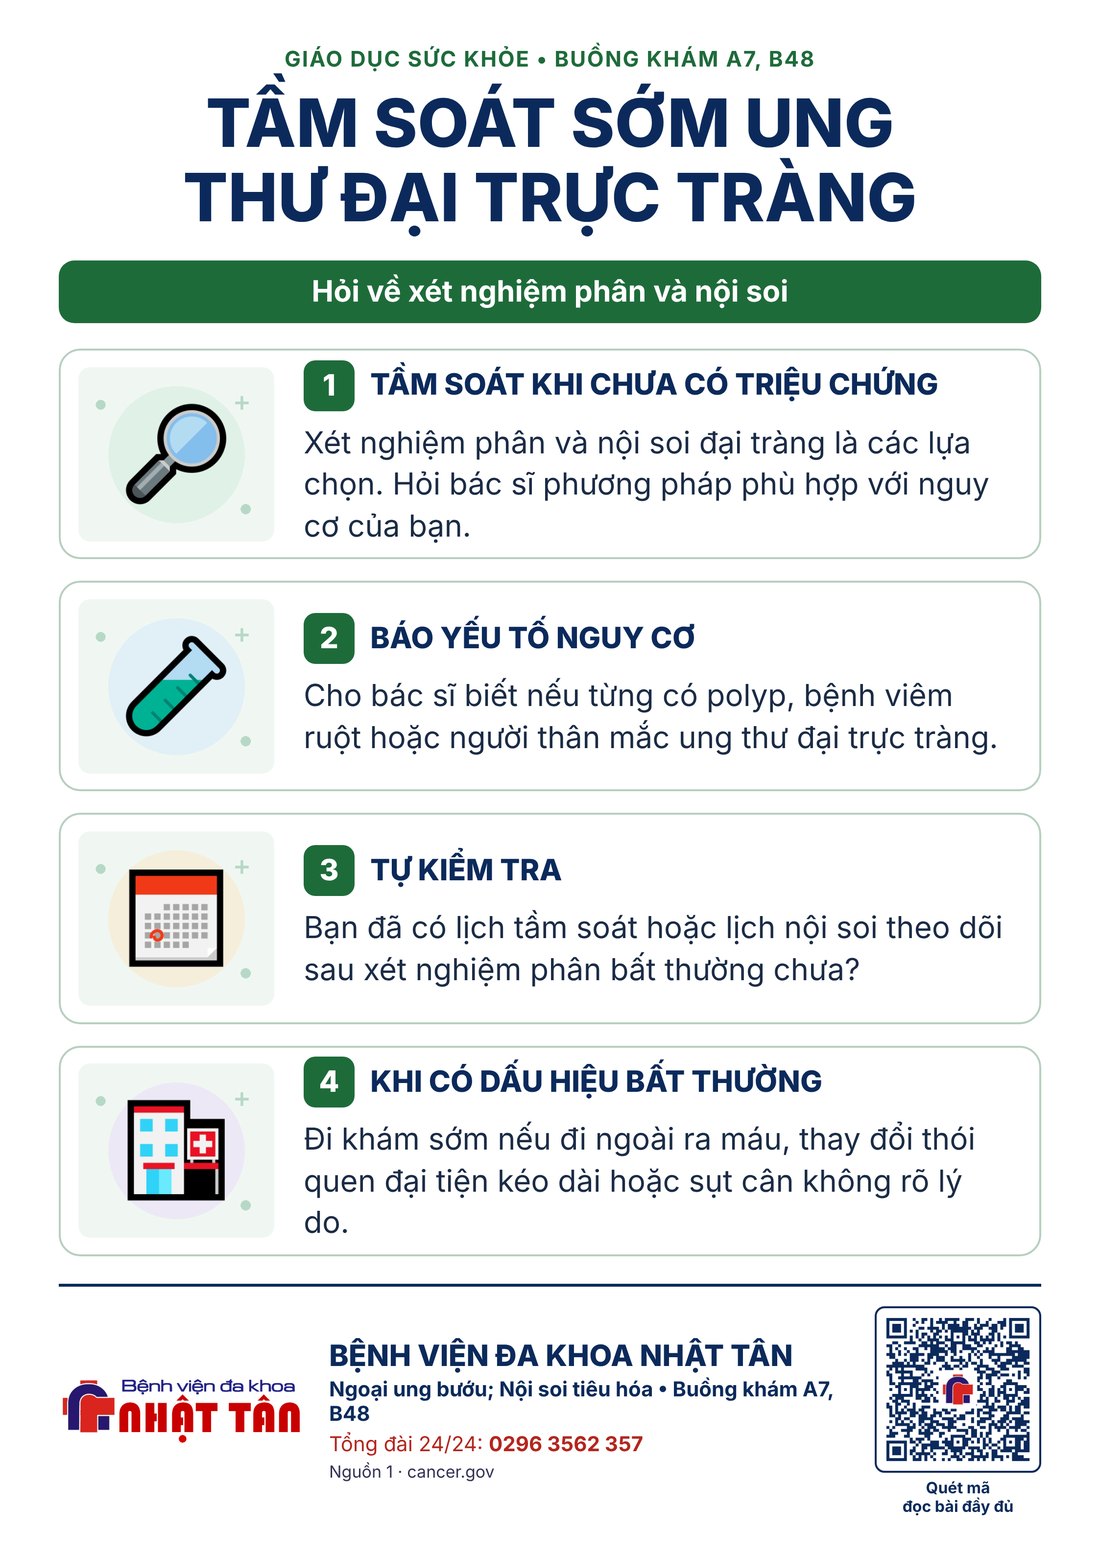 GIÁO DỤC SỨC KHỎE • BUỒNG KHÁM A7, B48
TẦM SOÁT SỚM UNG
THƯ ĐẠI TRỰC TRÀNG
Hỏi về xét nghiệm phân và nội soi
1 TẦM SOÁT KHI CHƯA CÓ TRIỆU CHỨNG
Xét nghiệm phân và nội soi đại tràng là các lựa
chọn. Hỏi bác sĩ phương pháp phù hợp với nguy
cơ của bạn.
2 BÁO YẾU TỐ NGUY CƠ
Cho bác sĩ biết nếu từng có polyp, bệnh viêm
ruột hoặc người thân mắc ung thư đại trực tràng.
3 TỰ KIỂM TRA
Bạn đã có lịch tầm soát hoặc lịch nội soi theo dõi
sau xét nghiệm phân bất thường chưa?
4 KHI CÓ DẤU HIỆU BẤT THƯỜNG
Đi khám sớm nếu đi ngoài ra máu, thay đổi thói
quen đại tiện kéo dài hoặc sụt cân không rõ lý
do.
Bệnh viện đa khoa
NHẬT TÂN
BỆNH VIỆN ĐA KHOA NHẬT TÂN
Ngoại ung bướu; Nội soi tiêu hóa • Buồng khám A7,
B48
Tổng đài 24/24: 0296 3562 357
Nguồn 1 · cancer.gov
Quét mã
đọc bài đầy đủ